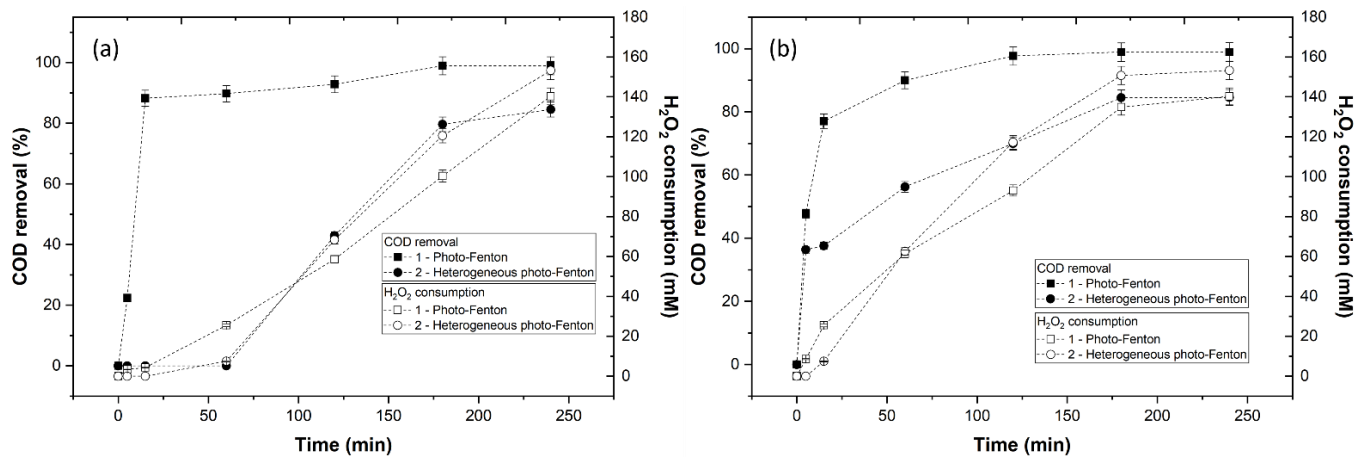 (a)
COD removal (%)
100
80
60
40
20
0
180
160
140
120
100
80
60
40
20
0
H₂O₂ consumption (mM)
COD removal
1 - Photo-Fenton
2 - Heterogeneous photo-Fenton
H₂O₂ consumption
1 - Photo-Fenton
2 - Heterogeneous photo-Fenton
0 50 100 150 200 250
Time (min)
(b)
COD removal (%)
100
80
60
40
20
0
180
160
140
120
100
80
60
40
20
0
H₂O₂ consumption (mM)
COD removal
1 - Photo-Fenton
2 - Heterogeneous photo-Fenton
H₂O₂ consumption
1 - Photo-Fenton
2 - Heterogeneous photo-Fenton
0 50 100 150 200 250
Time (min)